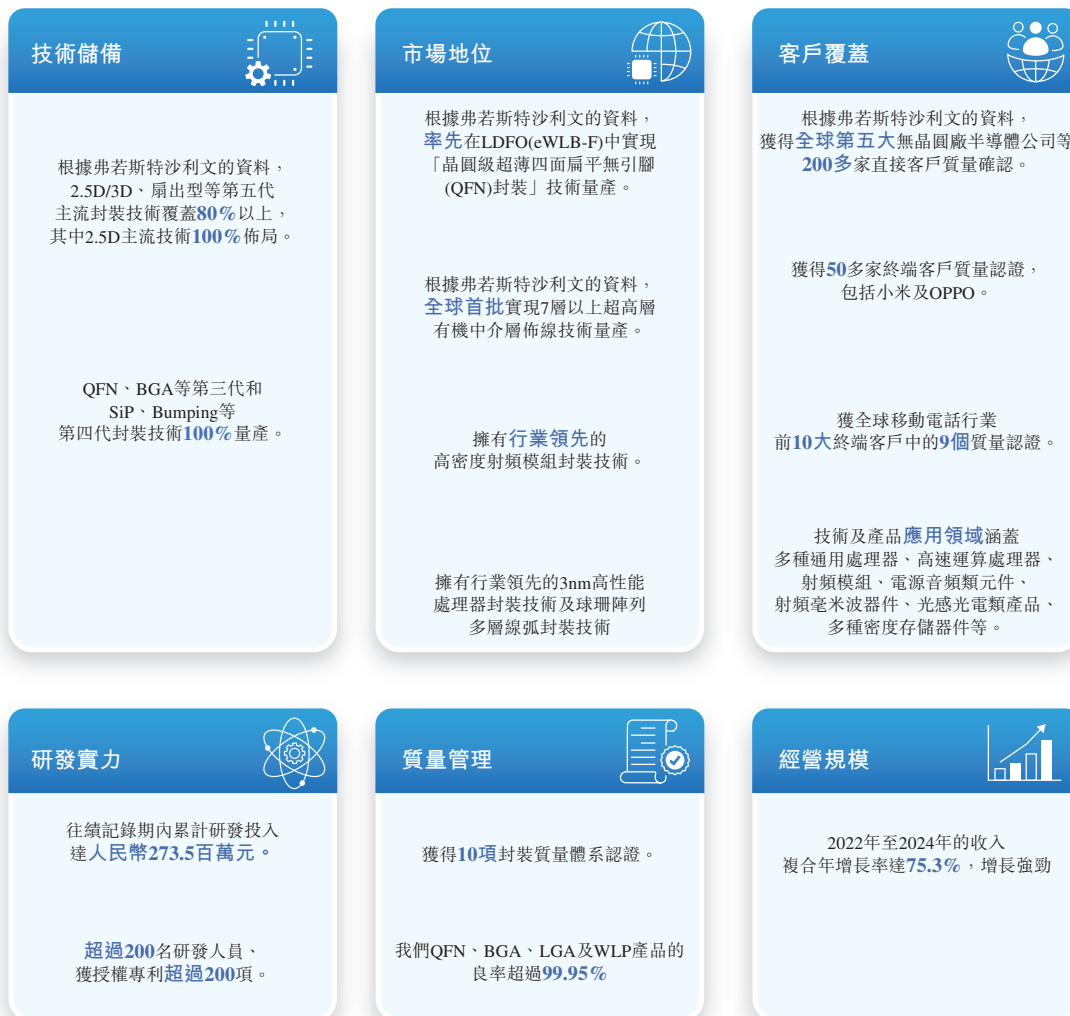 技術儲備
根據弗若斯特沙利文的資料，
2.5D/3D、扇出型等第五代
主流封裝技術覆蓋80%以上，
其中2.5D主流技術100%佈局。
QFN、BGA等第三代和
SiP、Bumping等
第四代封裝技術100%量產。
市場地位
根據弗若斯特沙利文的資料，
率先在LDFO(eWLB-F)中實現
「晶圓級超薄四面扁平無引腳
(QFN)封裝」技術量產。
根據弗若斯特沙利文的資料，
全球首批實現7層以上超高層
有機中介層佈線技術量產。
擁有行業領先的
高密度射頻模組封裝技術。
擁有行業領先的3nm高性能
處理器封裝技術及球珊陣列
多層線弧封裝技術
客戶覆蓋
根據弗若斯特沙利文的資料，
獲得全球第五大無晶圓廠半導體公司等
200多家直接客戶質量確認。
獲得50多家終端客戶質量認證，
包括小米及OPPO。
獲全球移動電話行業
前10大終端客戶中的9個質量認證。
技術及產品應用領域涵蓋
多種通用處理器、高速運算處理器、
射頻模組、電源音頻類元件、
射頻毫米波器件、光感光電類產品、
多種密度存儲器件等。
研發實力
往績記錄期內累計研發投入
達人民幣273.5百萬元。
超過200名研發人員、
獲授權專利超過200項。
質量管理
獲得10項封裝質量體系認證。
我們QFN、BGA、LGA及WLP產品的
良率超過99.95%
經營規模
2022年至2024年的收入
複合年增長率達75.3%，增長強勁